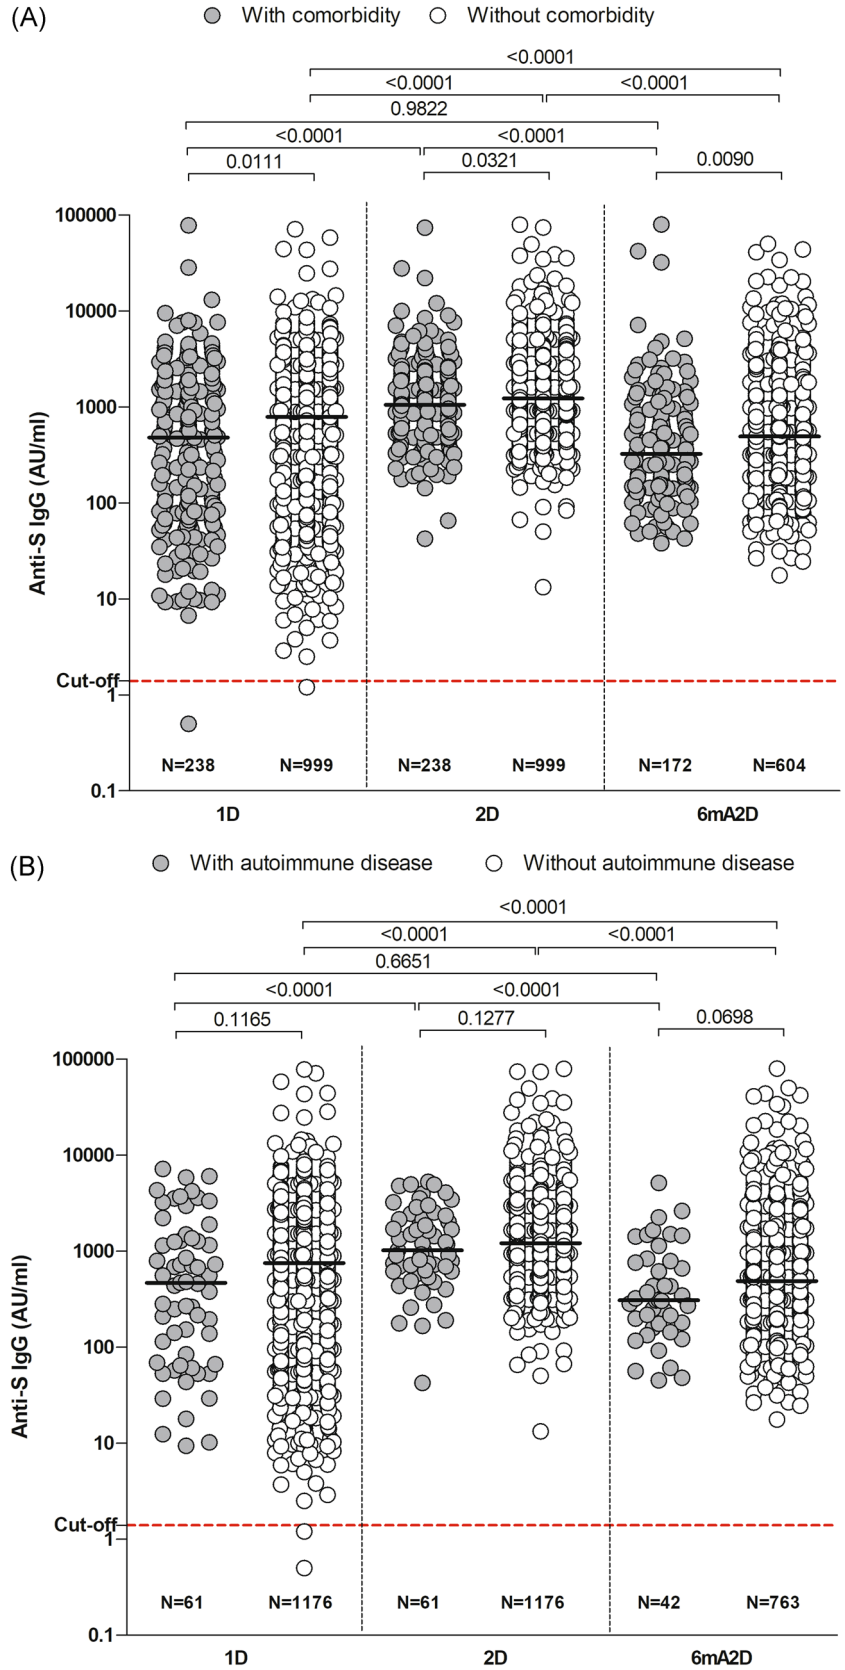 (A)
With comorbidity Without comorbidity
<0.0001
<0.0001 <0.0001
0.9822
<0.0001 <0.0001
0.0111 0.0321 0.0090
100000
10000
1000
100
10
Cut-off
1
0.1
Anti-S IgG (AU/ml)
N=238 N=999 N=238 N=999 N=172 N=604
1D 2D 6mA2D
(B)
With autoimmune disease Without autoimmune disease
<0.0001
<0.0001 <0.0001
0.6651
<0.0001 <0.0001
0.1165 0.1277 0.0698
100000
10000
1000
100
10
Cut-off
1
0.1
Anti-S IgG (AU/ml)
N=61 N=1176 N=61 N=1176 N=42 N=763
1D 2D 6mA2D